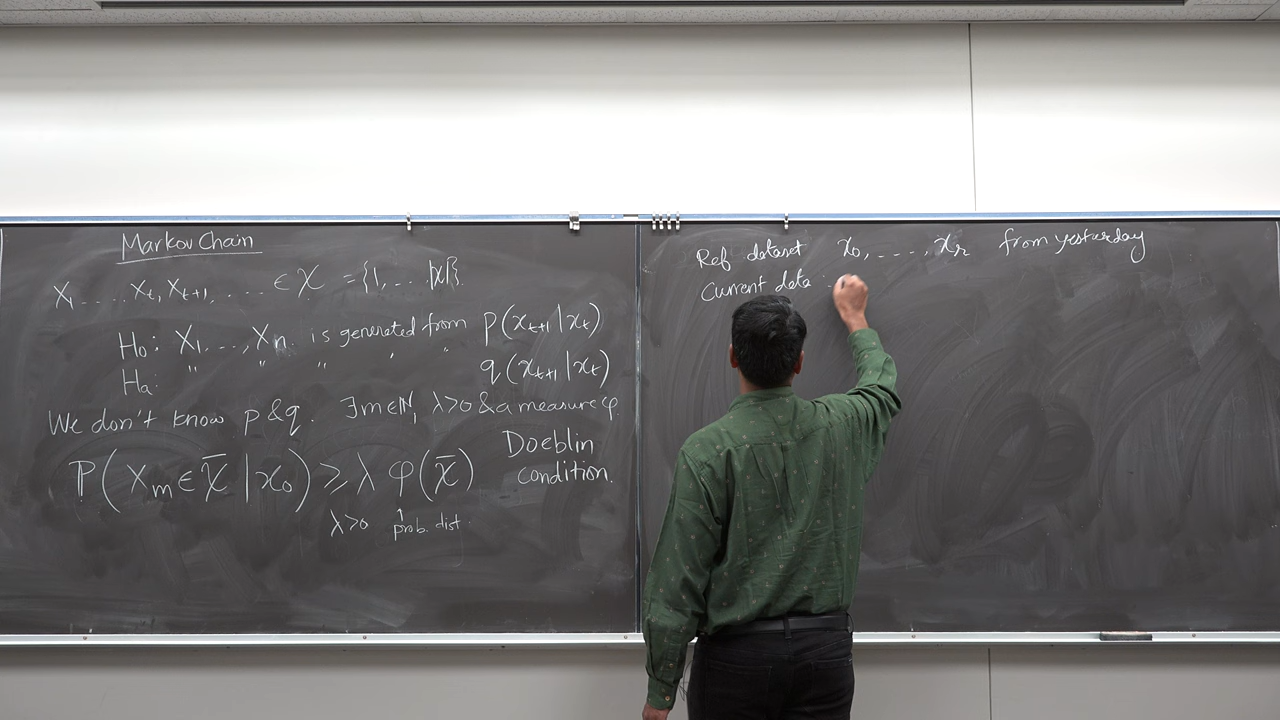 Markov Chain
X₁ .... Xₜ, Xₜ₊₁, .... ∈ 𝒳 = {1, ... |𝒳|}.
H₀: X₁, ..., Xₙ. is generated from p(xₜ₊₁|xₜ)
Hₐ: " " " " " q(xₜ₊₁|xₜ)
We don't know p & q. ∃m∈ℕ, λ>0 & a measure φ.
ℙ(Xₘ ∈ 𝒳̄ | x₀) ≥ λ φ(𝒳̄) Doeblin condition.
λ>0 ↑ prob. dist.
Ref dataset x₀, ...., xᵣ from yesterday
Current data :